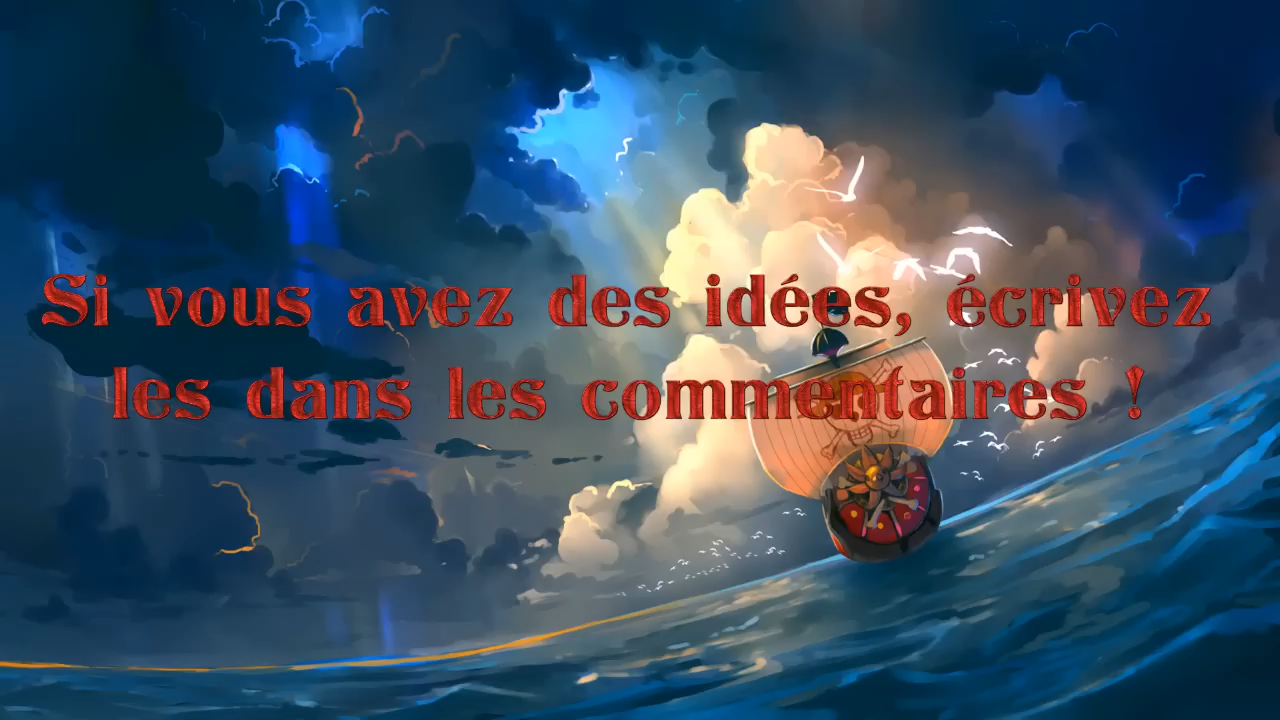 Si vous avez des idées, écrivez
les dans les commentaires !